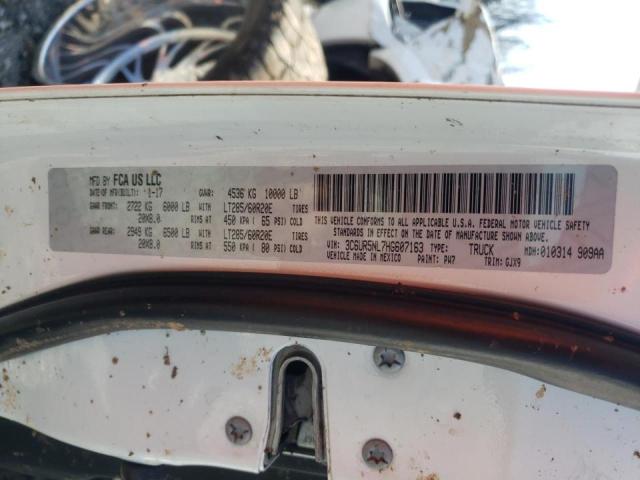 MFD BY FCA US LLC
DATE OF MFR(BUILT): 1-17 GVWR: 4536 KG 10000 LB
GAWR FRONT: 2722 KG 6000 LB WITH LT285/60R20E TIRES
20X8.0 RIMS 450 KPA ( 65 PSI) COLD
GAWR REAR: 2949 KG 6500 LB WITH LT285/60R20E TIRES
20X8.0 RIMS 550 KPA ( 80 PSI) COLD
THIS VEHICLE CONFORMS TO ALL APPLICABLE U.S.A. FEDERAL MOTOR VEHICLE SAFETY
STANDARDS IN EFFECT ON THE DATE OF MANUFACTURE SHOWN ABOVE
VIN: 3C6UR5NL7HG607163 TYPE: TRUCK MDH: 010314 909AA
VEHICLE MADE IN MEXICO PAINT: PW7 TRIM: GJX9